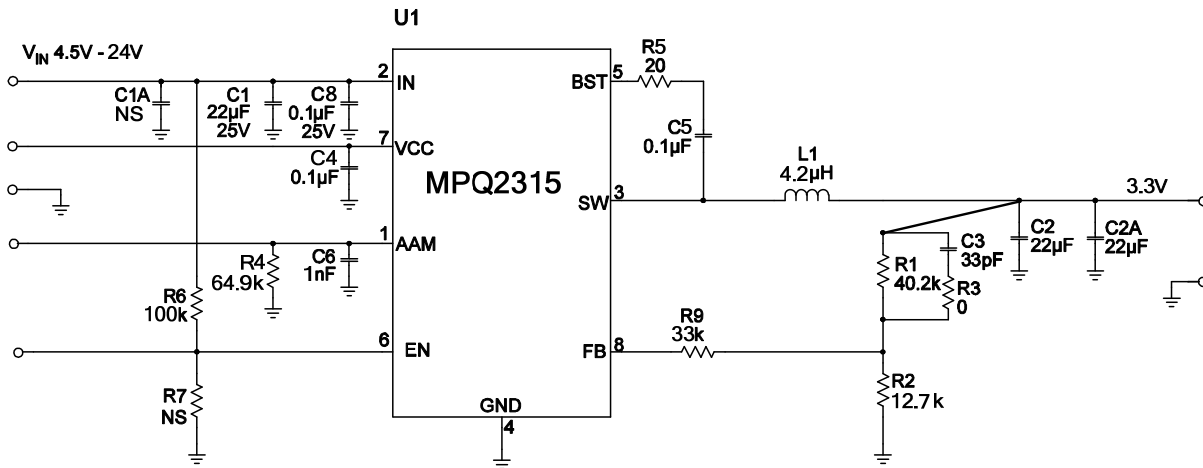 U1
V_IN 4.5V - 24V
2
IN
C1A
NS
C1
22µF
25V
C8
0.1µF
25V
7
VCC
C4
0.1µF
MPQ2315
BST
5
R5
20
C5
0.1µF
SW
3
L1
4.2µH
3.3V
1
AAM
R4
64.9k
C6
1nF
R6
100k
C3
33pF
R1
40.2k
R3
0
C2
22µF
C2A
22µF
6
EN
R7
NS
FB
8
R9
33k
R2
12.7k
GND
4